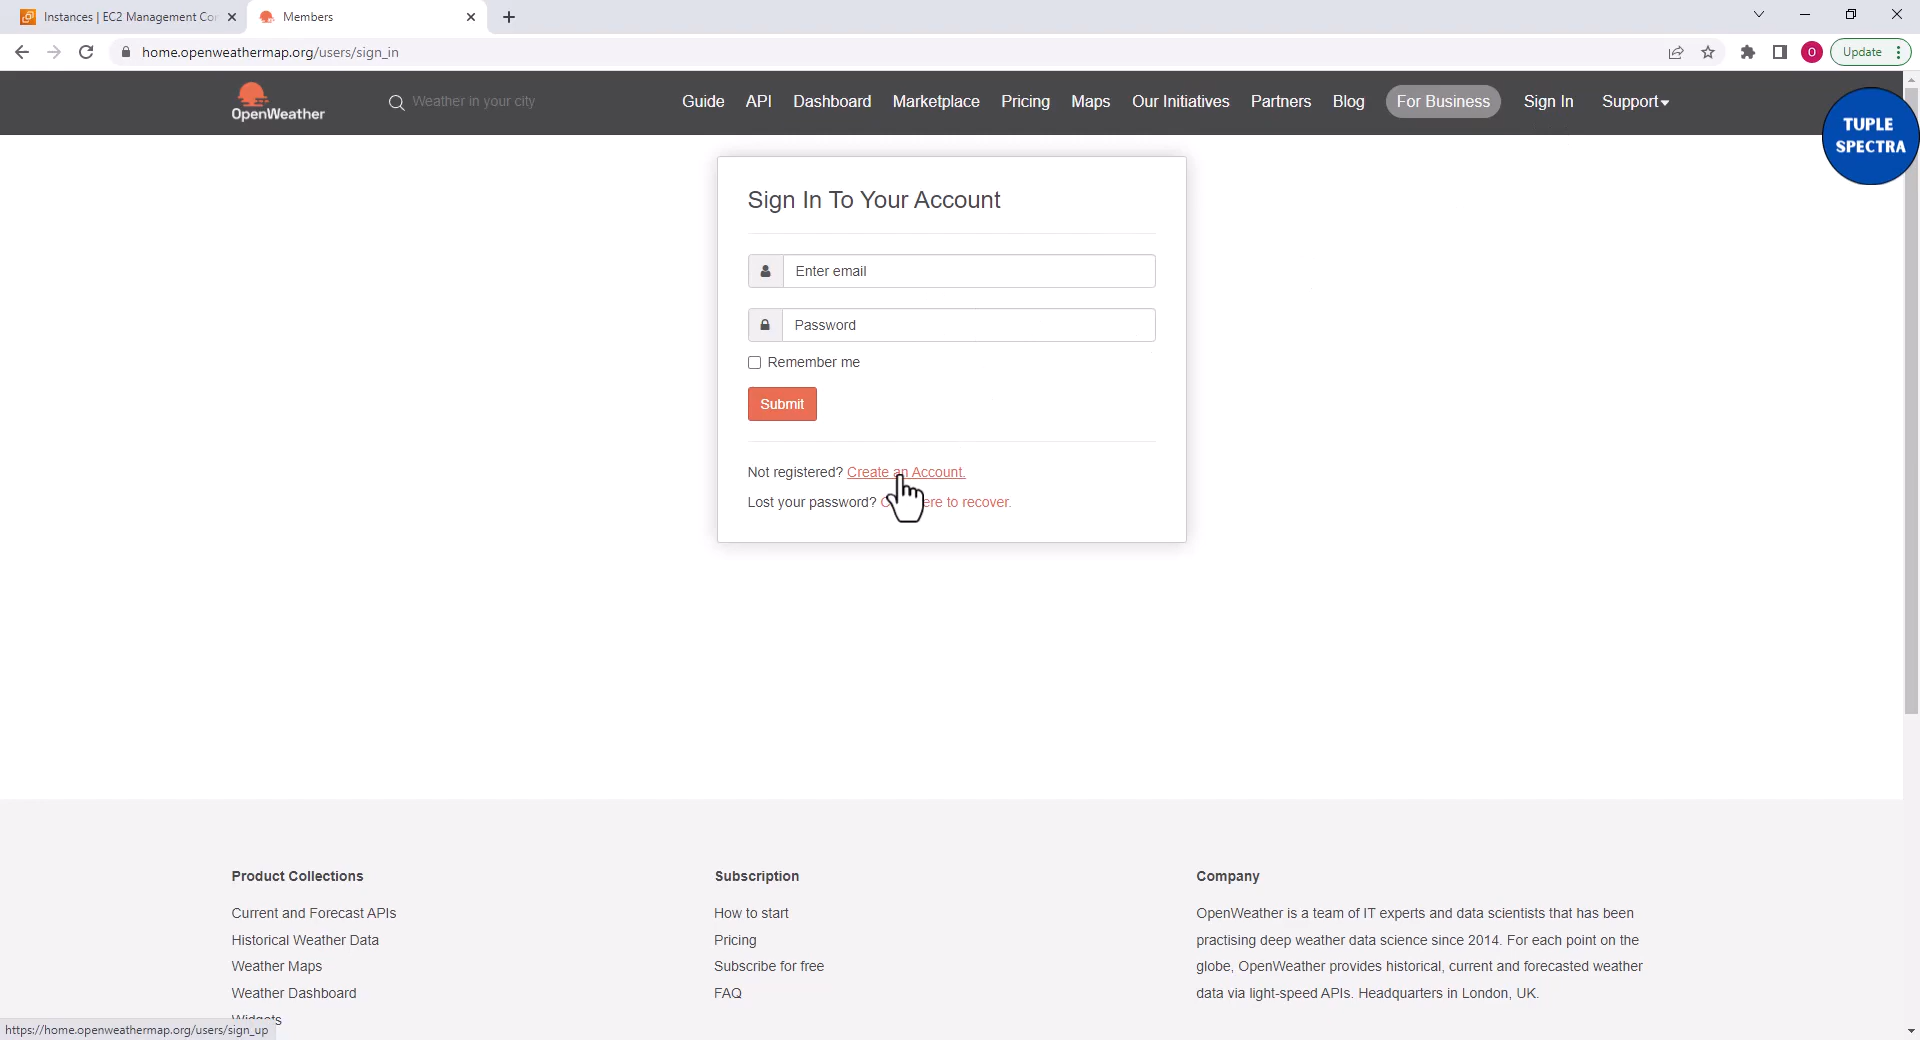 Instances | EC2 Management Con
Members
home.openweathermap.org/users/sign_in
O
Update
OpenWeather
Weather in your city
Guide
API
Dashboard
Marketplace
Pricing
Maps
Our Initiatives
Partners
Blog
For Business
Sign In
Support
TUPLE
SPECTRA
Sign In To Your Account
Enter email
Password
Remember me
Submit
Not registered? Create an Account.
Lost your password? to recover.
Product Collections
Current and Forecast APIs
Historical Weather Data
Weather Maps
Weather Dashboard
Widgets
Subscription
How to start
Pricing
Subscribe for free
FAQ
Company
OpenWeather is a team of IT experts and data scientists that has been
practising deep weather data science since 2014. For each point on the
globe, OpenWeather provides historical, current and forecasted weather
data via light-speed APIs. Headquarters in London, UK.
https://home.openweathermap.org/users/sign_up